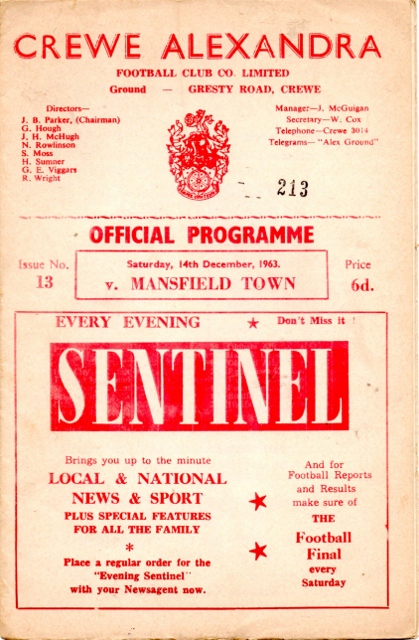 CREWE ALEXANDRA
FOOTBALL CLUB CO. LIMITED
Ground — GRESTY ROAD, CREWE
Directors—
J. B. Parker, (Chairman)
G. Hough
J. H. McHugh
N. Rowlinson
S. Moss
H. Sumner
G. E. Viggars
R. Wright
Manager—J. McGuigan
Secretary—W. Cox
Telephone—Crewe 3014
Telegrams—"Alex Ground"
213
OFFICIAL PROGRAMME
Issue No.
13
Saturday, 14th December, 1963.
v. MANSFIELD TOWN
Price
6d.
EVERY EVENING ★ Don't Miss it !
SENTINEL
Brings you up to the minute
LOCAL & NATIONAL
NEWS & SPORT
PLUS SPECIAL FEATURES
FOR ALL THE FAMILY
*
Place a regular order for the
"Evening Sentinel"
with your Newsagent now.
And for
Football Reports
and Results
make sure of
THE
Football
Final
every
Saturday